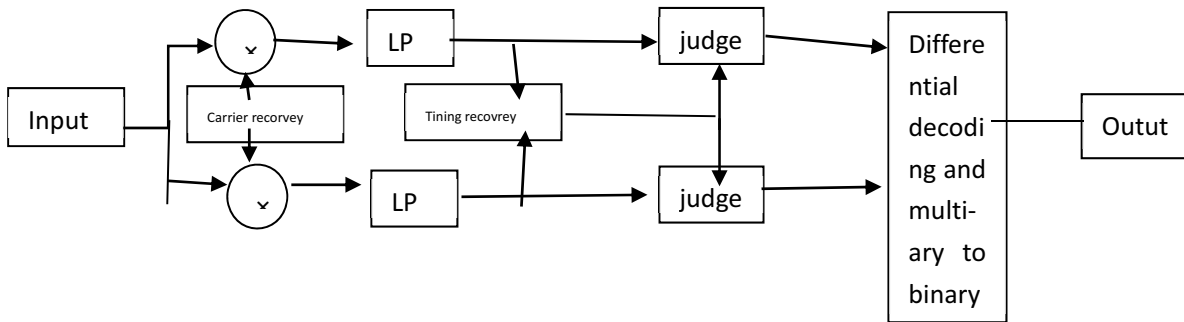 ×
LP
judge
Input
Carrier recorvey
Tining recovrey
×
LP
judge
Differe
ntial
decodi
ng and
multi-
ary to
binary
Outut